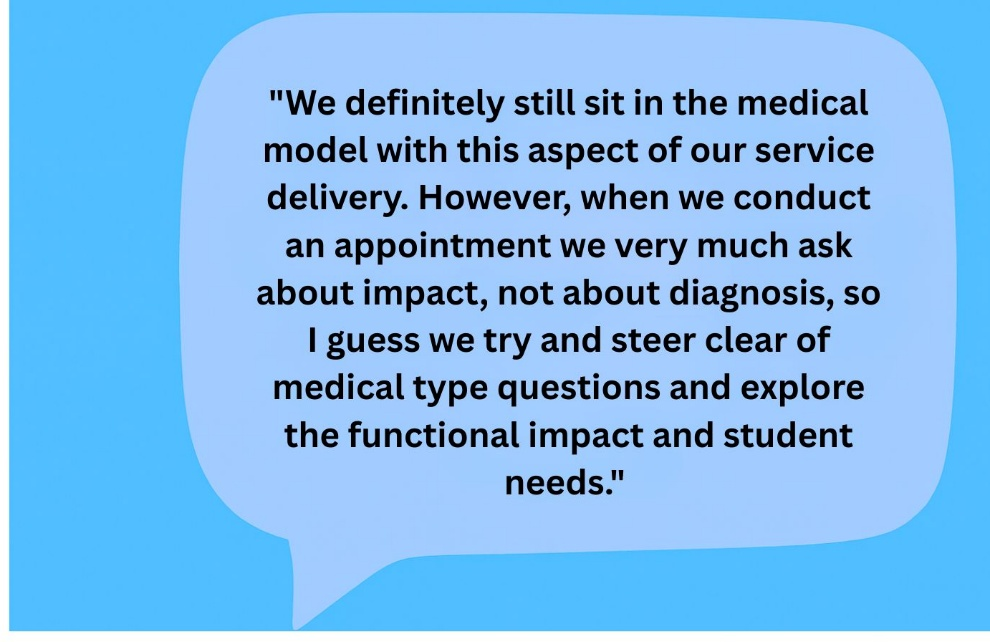 "We definitely still sit in the medical
model with this aspect of our service
delivery. However, when we conduct
an appointment we very much ask
about impact, not about diagnosis, so
I guess we try and steer clear of
medical type questions and explore
the functional impact and student
needs."